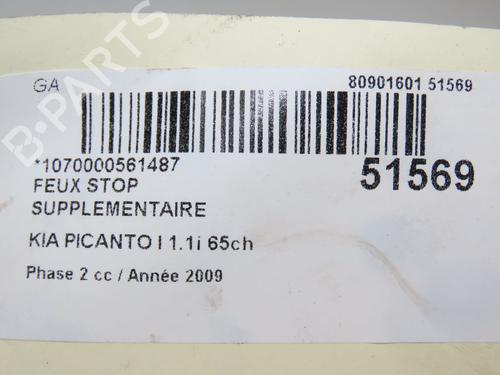 GA 80901601 51569
*1070000561487 51569
FEUX STOP
SUPPLEMENTAIRE
KIA PICANTO I 1.1i 65ch
Phase 2 cc / Année 2009
B-PARTS